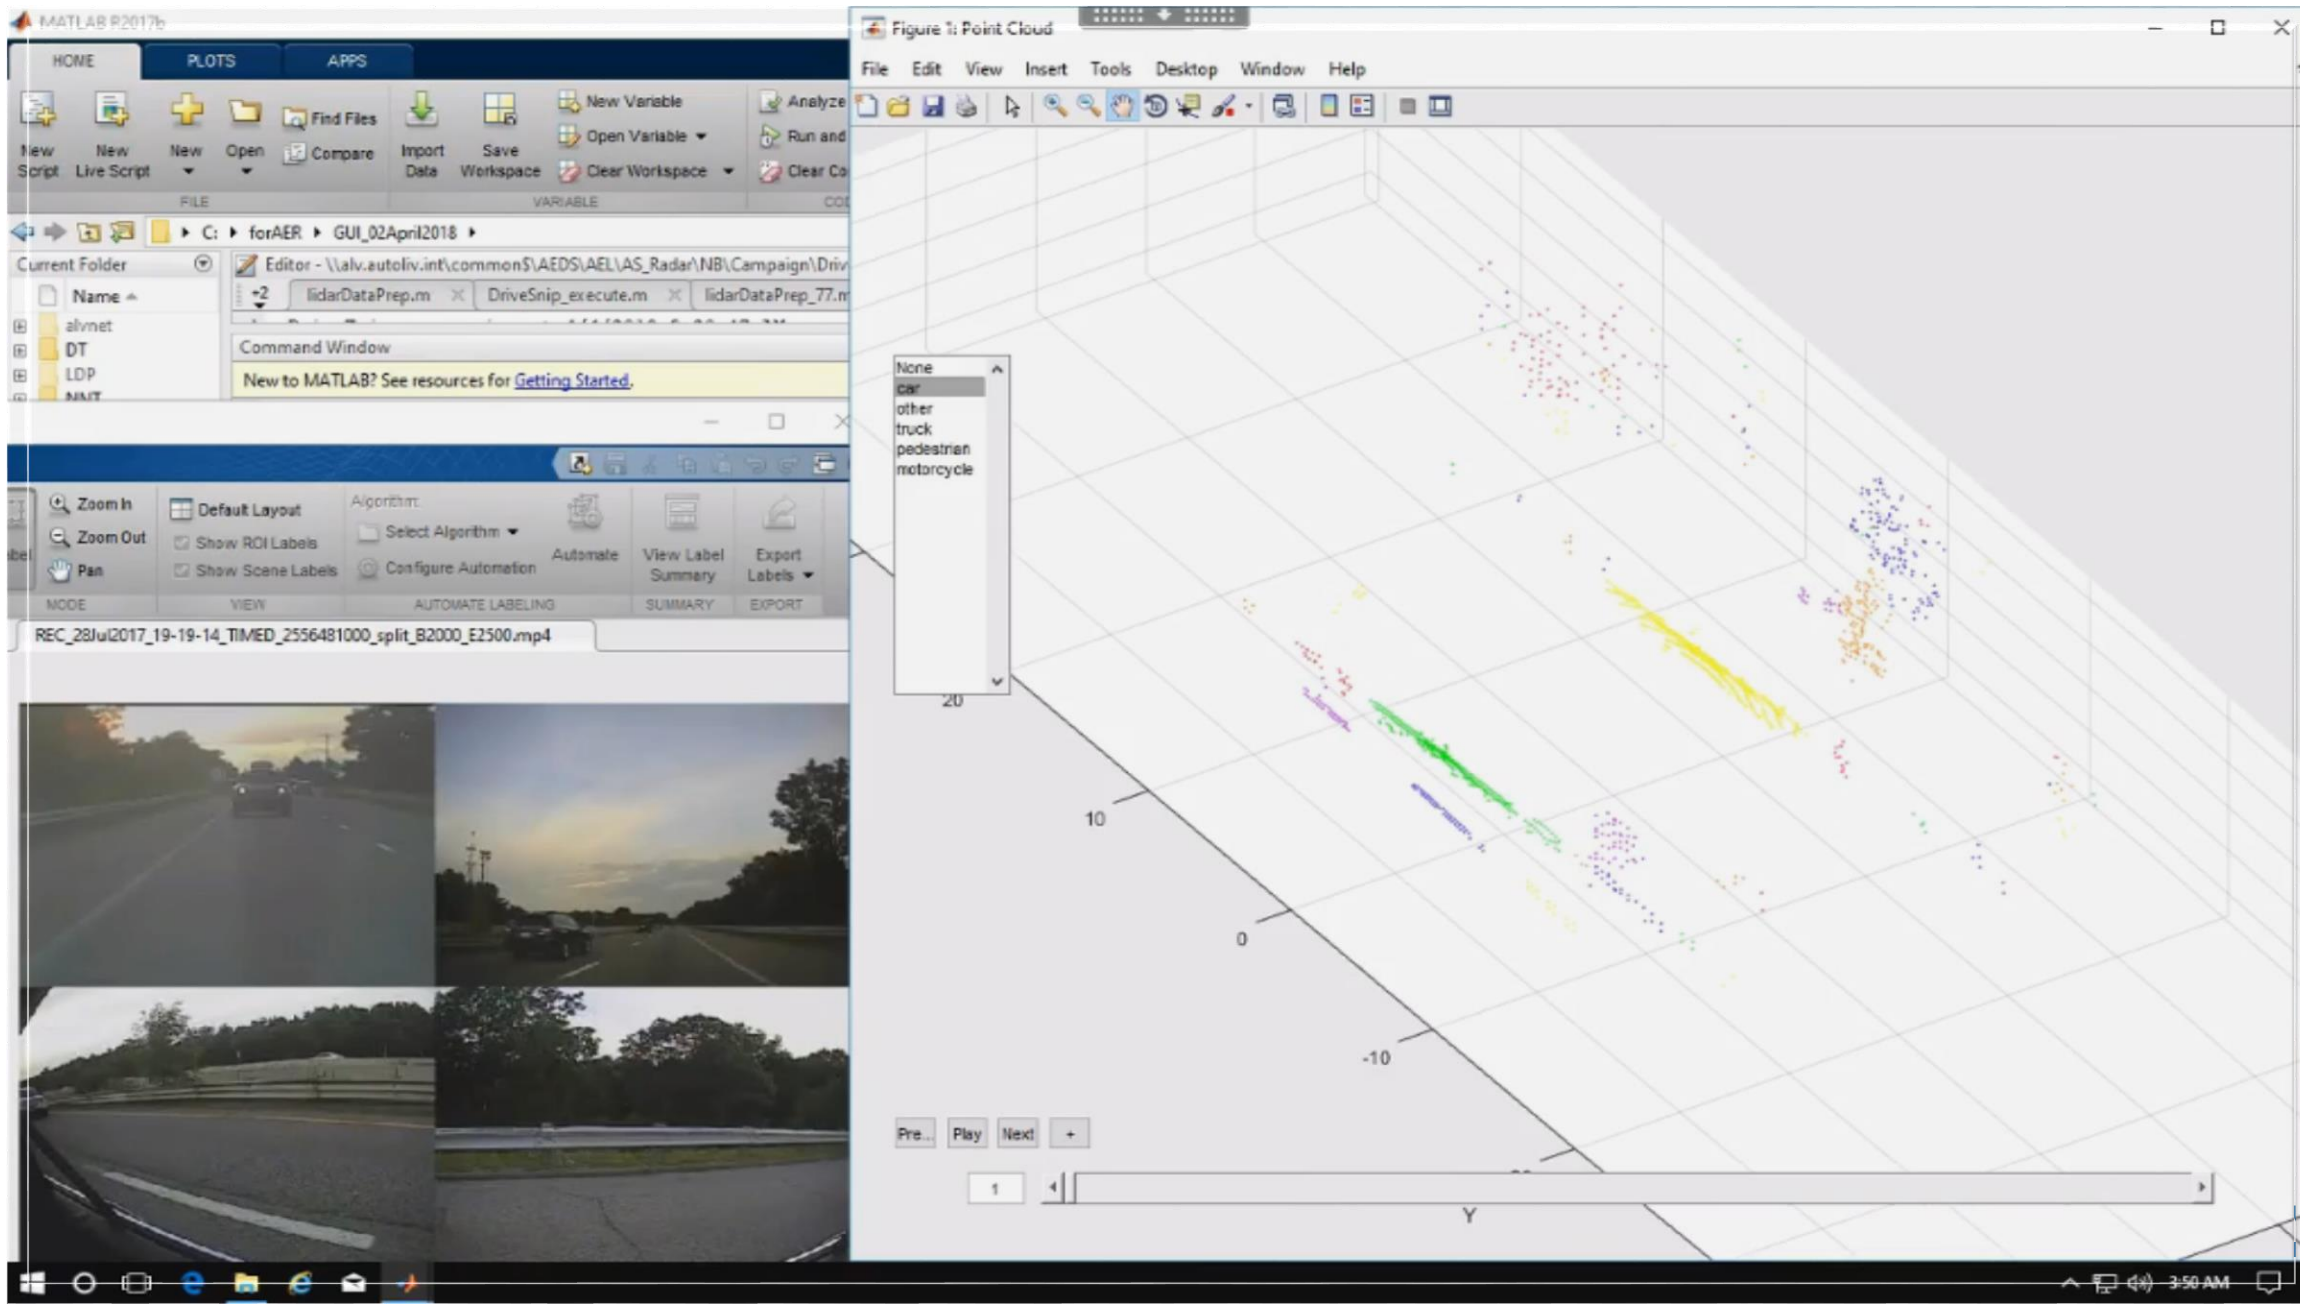 MATLAB R2017b
HOME
PLOTS
APPS
New Script
New Live Script
New
Open
Find Files
Compare
Import Data
Save Workspace
New Variable
Open Variable
Clear Workspace
Analyze
Run and
Clear Co
FILE
VARIABLE
COD
C: ▸ forAER ▸ GUI_02April2018 ▸
Current Folder
Name
alvnet
DT
LDP
NNT
Editor - \\alv.autoliv.int\common$\AEDS\AEL\AS_Radar\NB\Campaign\Driv
+2
lidarDataPrep.m
DriveSnip_execute.m
lidarDataPrep_77.m
Command Window
New to MATLAB? See resources for Getting Started.
Zoom In
Zoom Out
Pan
Default Layout
Show ROI Labels
Show Scene Labels
Algorithm:
Select Algorithm
Configure Automation
Automate
View Label Summary
Export Labels
MODE
VIEW
AUTOMATE LABELING
SUMMARY
EXPORT
REC_28Jul2017_19-19-14_TIMED_2556481000_split_B2000_E2500.mp4
Figure 1: Point Cloud
File Edit View Insert Tools Desktop Window Help
None
car
other
truck
pedestrian
motorcycle
20
10
0
-10
Pre...
Play
Next
+
1
Y
3:50 AM